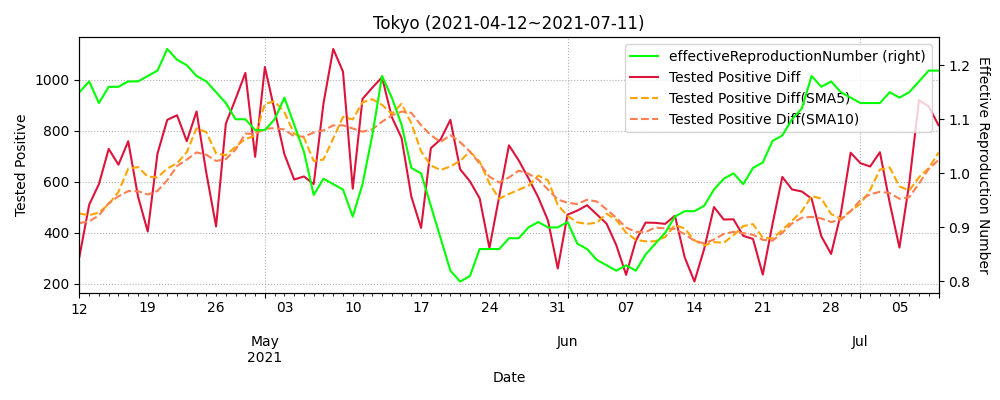 Tokyo (2021-04-12~2021-07-11)
effectiveReproductionNumber (right)
Tested Positive Diff
Tested Positive Diff(SMA5)
Tested Positive Diff(SMA10)
Tested Positive
1000
800
600
400
200
Effective Reproduction Number
1.2
1.1
1.0
0.9
0.8
12 19 26 03 10 17 24 31 07 14 21 28 05
May Jun Jul
2021
Date